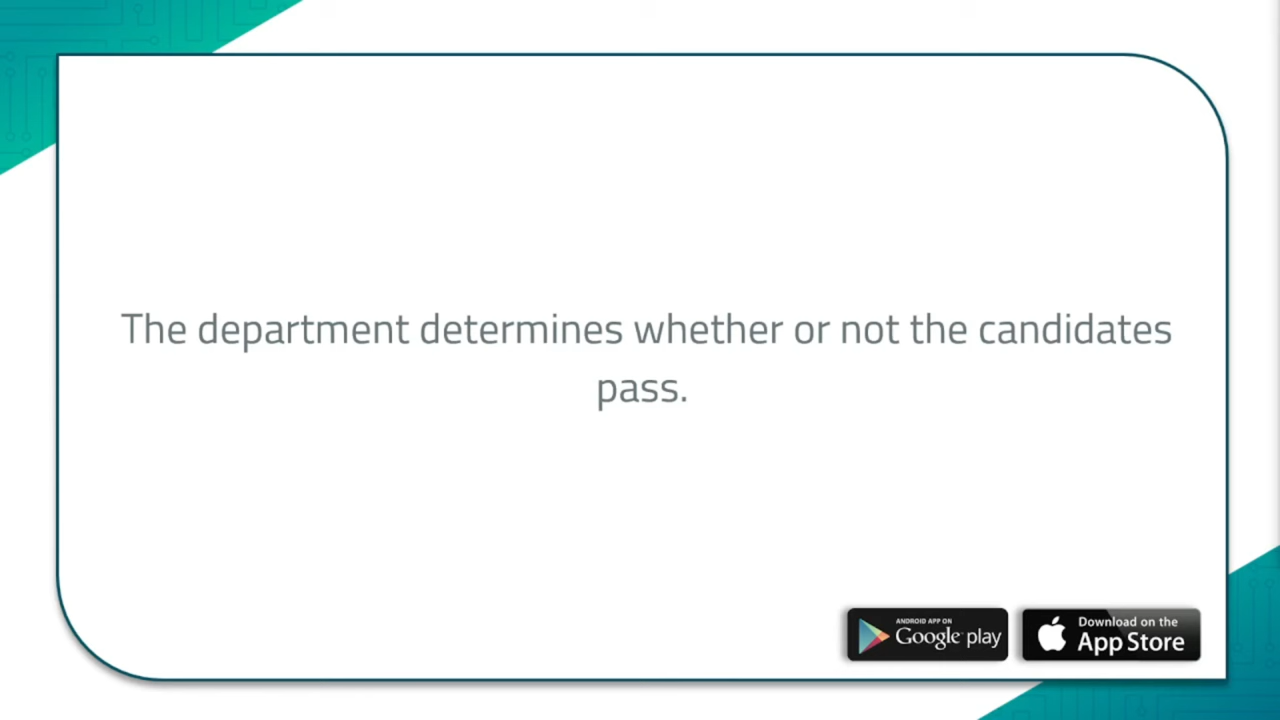 The department determines whether or not the candidates
pass.
ANDROID APP ON
Google play
Download on the
App Store